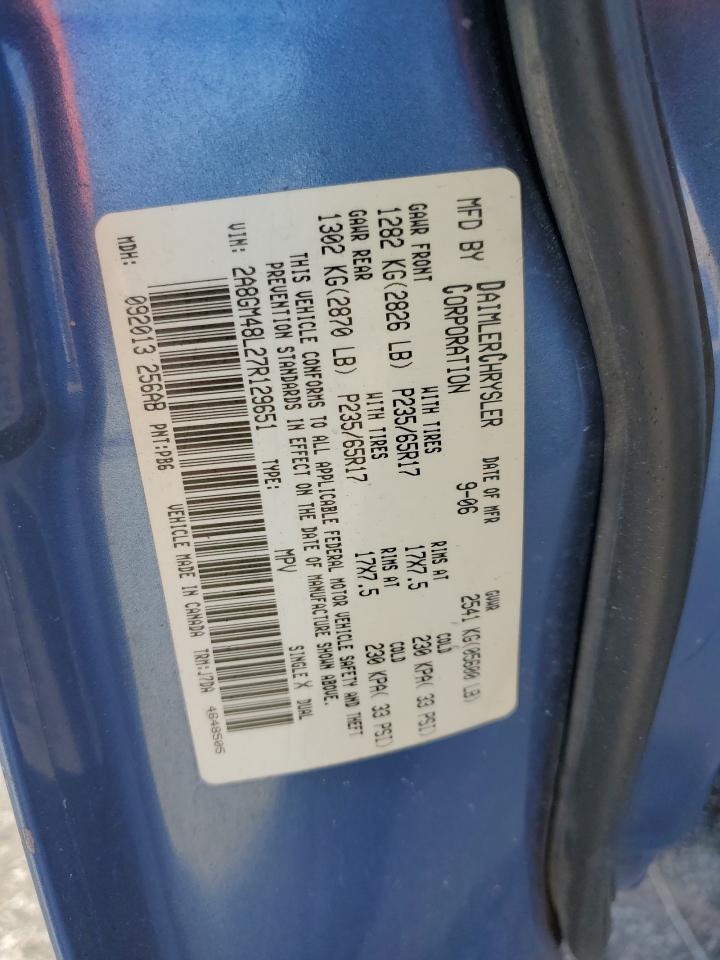 MFD BY DAIMLERCHRYSLER CORPORATION DATE OF MFR 9-06 GVWR 2541 KG(05600 LB)
GAWR FRONT WITH TIRES RIMS AT COLD
1282 KG(2826 LB) P235/65R17 17X7.5 230 KPA( 33 PSI)
GAWR REAR WITH TIRES RIMS AT COLD
1302 KG(2870 LB) P235/65R17 17X7.5 230 KPA( 33 PSI)
THIS VEHICLE CONFORMS TO ALL APPLICABLE FEDERAL MOTOR VEHICLE SAFETY AND THEFT
PREVENTION STANDARDS IN EFFECT ON THE DATE OF MANUFACTURE SHOWN ABOVE.
VIN: 2A8GM48L27R129651 TYPE: MPV SINGLE X DUAL
MDH: 092013 256AB PNT:PB6 VEHICLE MADE IN CANADA TRM:J7DA 4648505